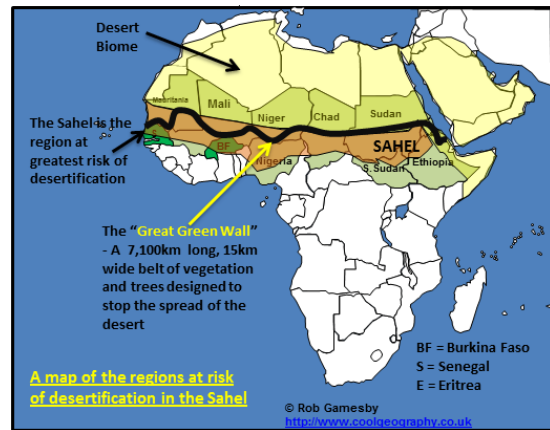 Desert
Biome
Mauritania
Mali
Niger
Chad
Sudan
The Sahel is the
region at
greatest risk of
desertification
S
BF
Nigeria
SAHEL
S.Sudan
Ethiopia
The “Great Green Wall”
- A 7,100km long, 15km
wide belt of vegetation
and trees designed to
stop the spread of the
desert
BF = Burkina Faso
S = Senegal
E = Eritrea
A map of the regions at risk
of desertification in the Sahel
© Rob Gamesby
http://www.coolgeography.co.uk